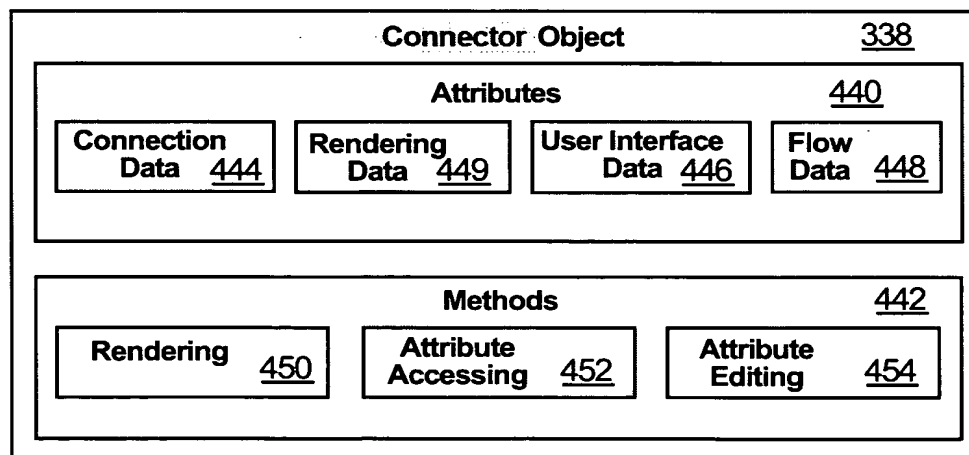 Connector Object 338
Attributes 440
Connection Data 444
Rendering Data 449
User Interface Data 446
Flow Data 448
Methods 442
Rendering 450
Attribute Accessing 452
Attribute Editing 454